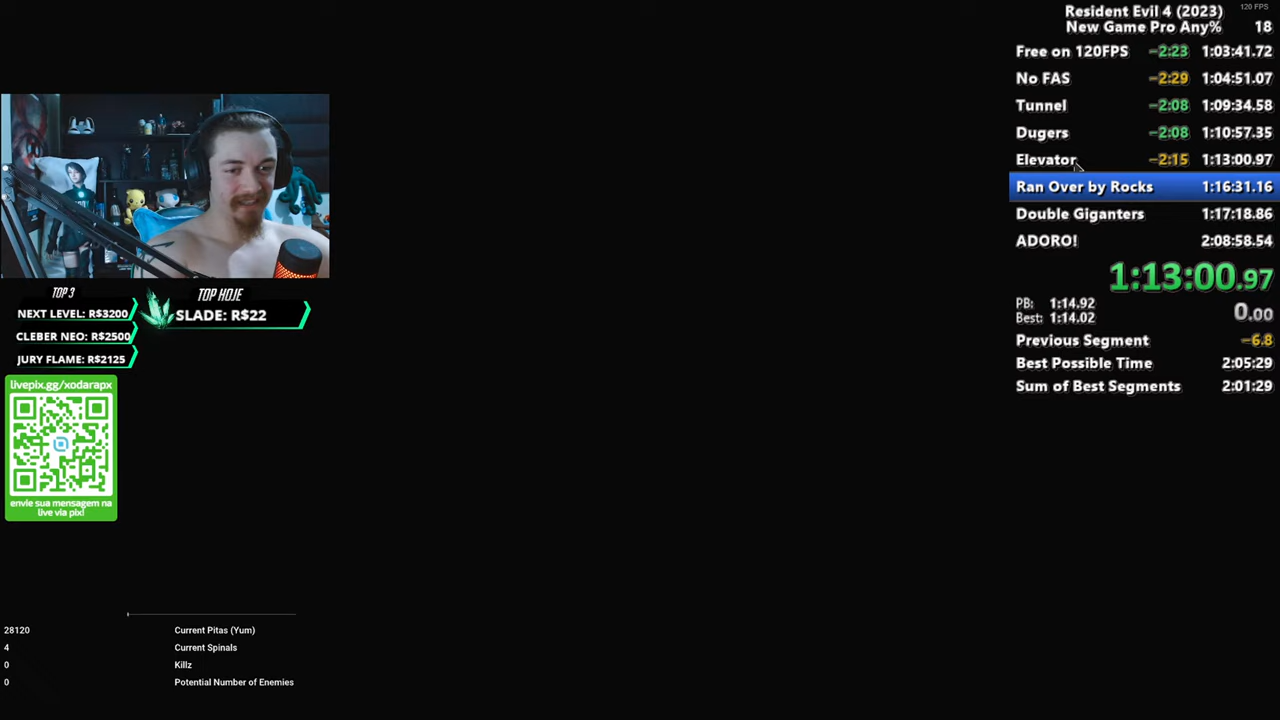 120 FPS
Resident Evil 4 (2023)
New Game Pro Any% 18
Free on 120FPS -2:23 1:03:41.72
No FAS -2:29 1:04:51.07
Tunnel -2:08 1:09:34.58
Dugers -2:08 1:10:57.35
Elevator -2:15 1:13:00.97
Ran Over by Rocks 1:16:31.16
Double Giganters 1:17:18.86
ADORO! 2:08:58.54
1:13:00.97
PB: 1:14.92
Best: 1:14.02
0.00
Previous Segment -6.8
Best Possible Time 2:05:29
Sum of Best Segments 2:01:29
TOP 3
NEXT LEVEL: R$3200
CLEBER NEO: R$2500
JURY FLAME: R$2125
TOP HOJE
SLADE: R$22
livepix.gg/xodarapx
envie sua mensagem na
live via pix!
28120 Current Pitas (Yum)
4 Current Spinals
0 Killz
0 Potential Number of Enemies